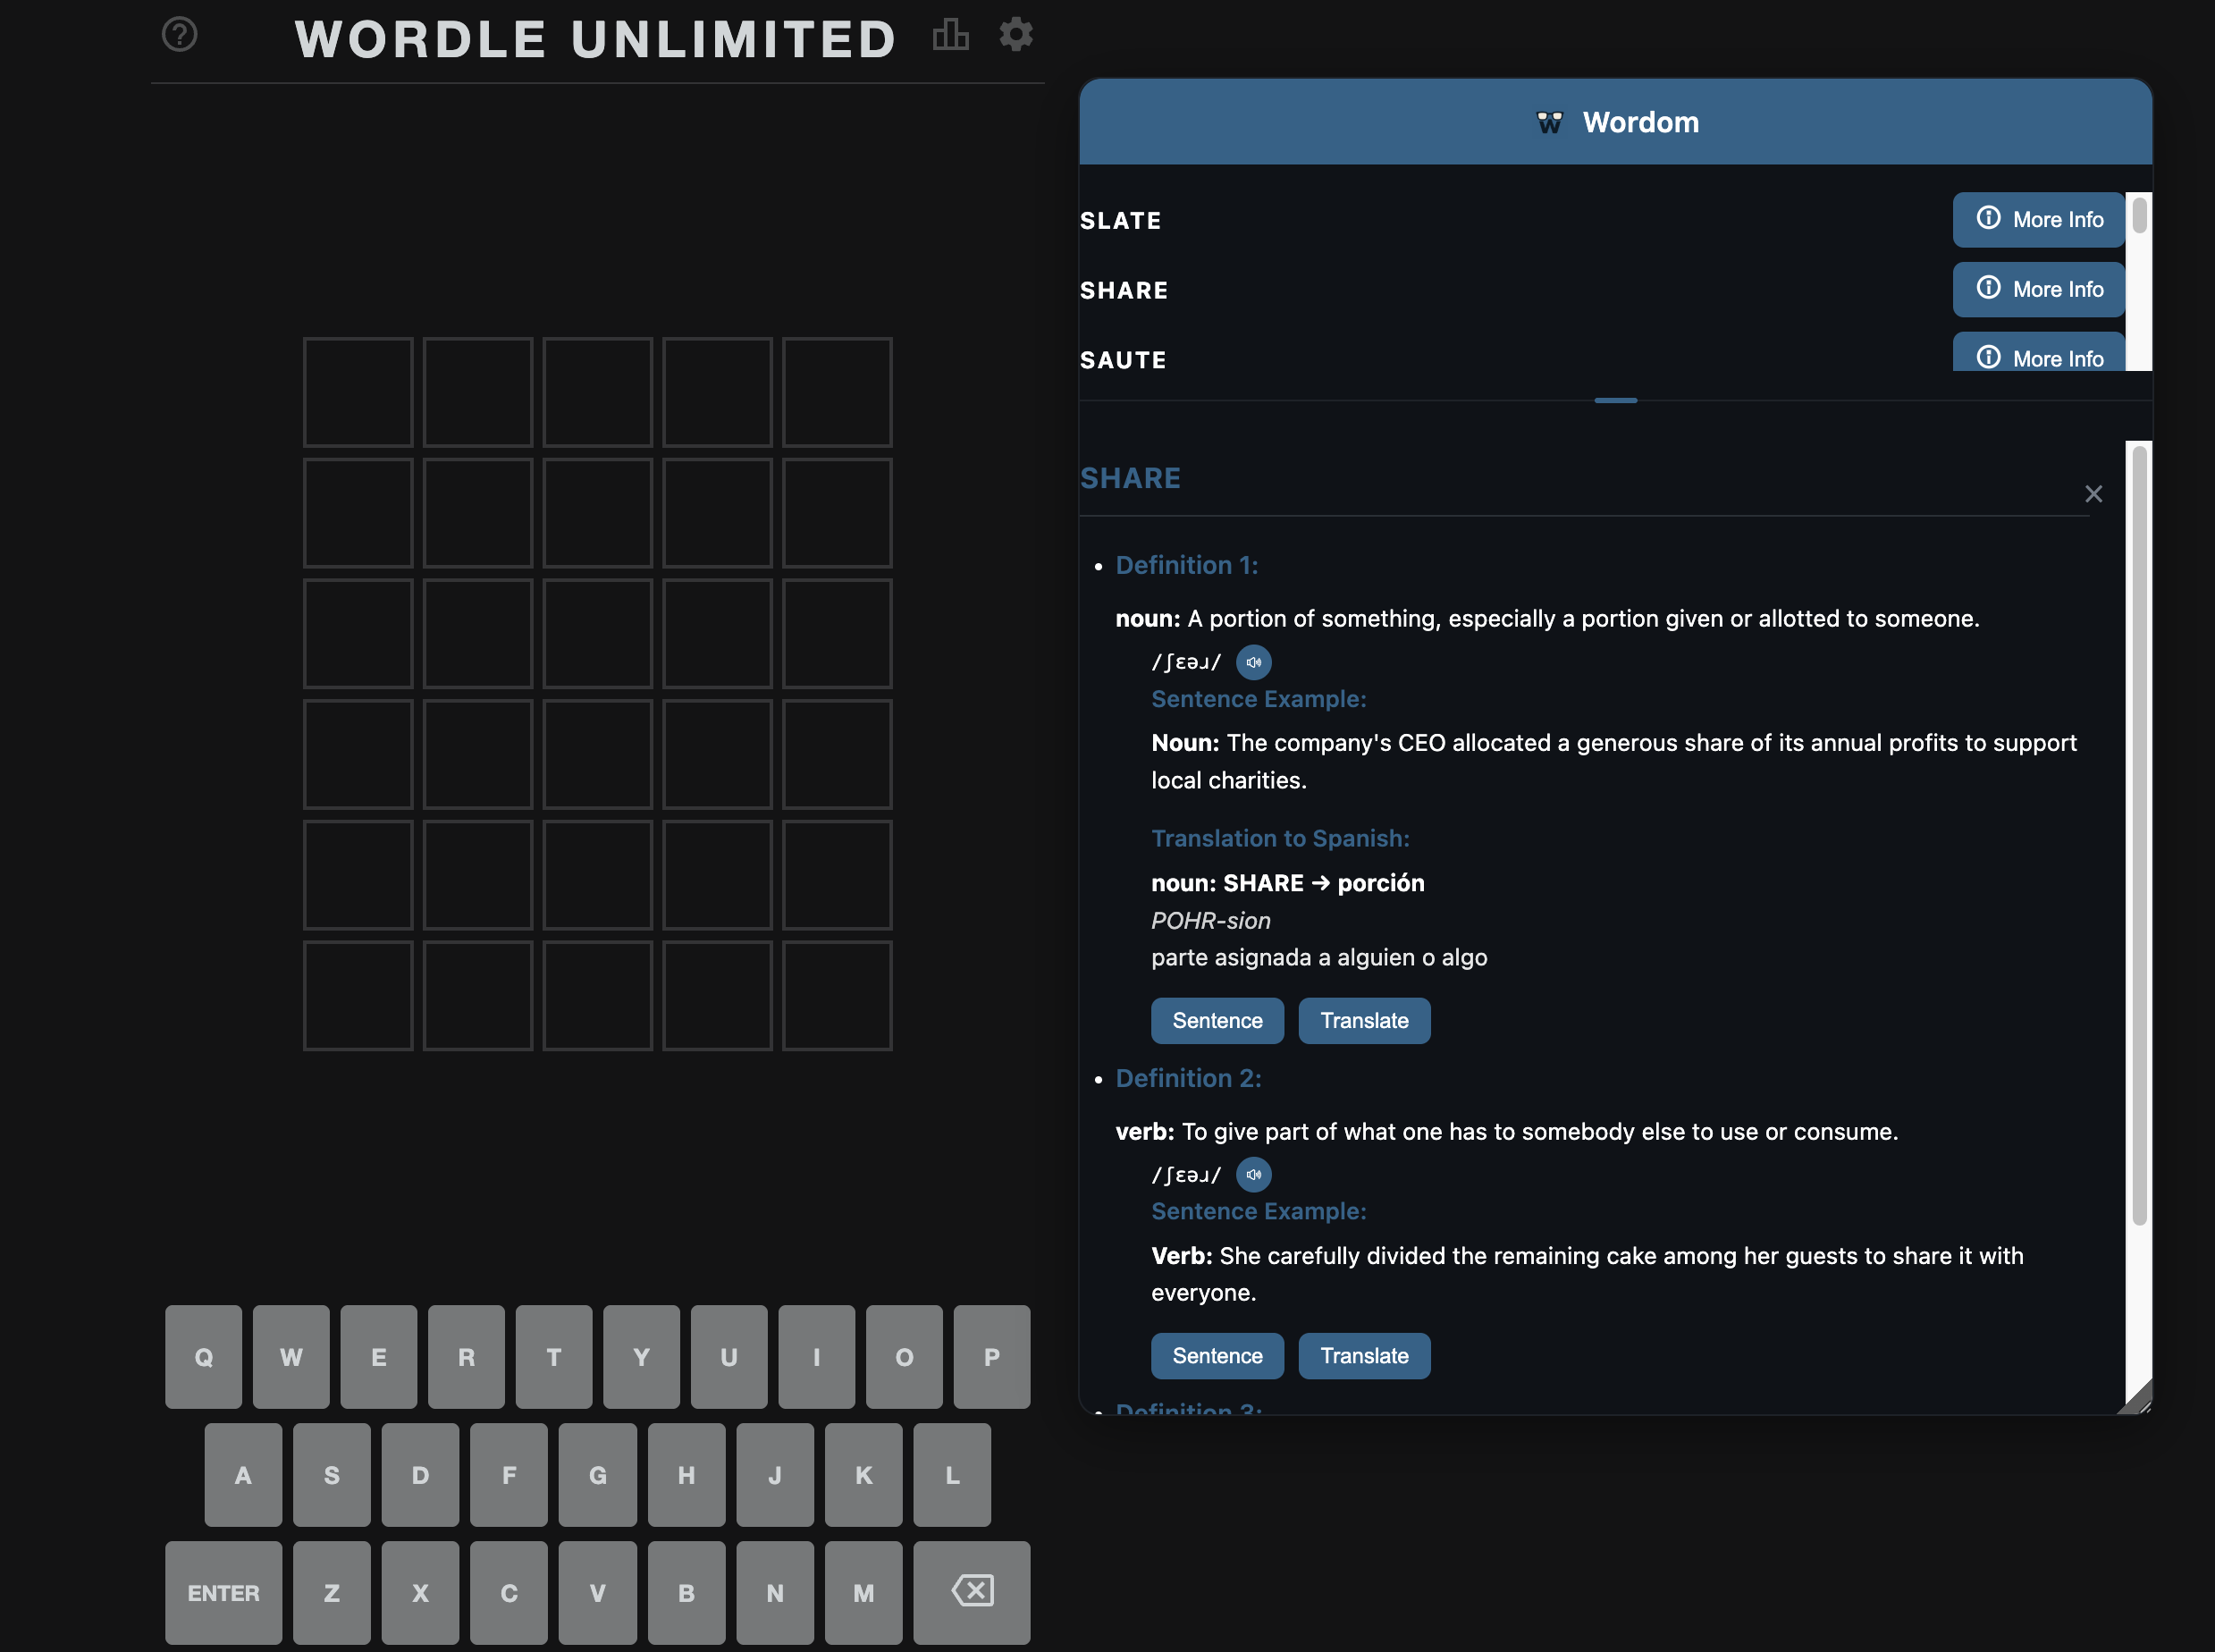 WORDLE UNLIMITED
Wordom
SLATE
More Info
SHARE
More Info
SAUTE
More Info
SHARE
• Definition 1:
noun: A portion of something, especially a portion given or allotted to someone.
/ʃɛəɹ/
Sentence Example:
Noun: The company's CEO allocated a generous share of its annual profits to support
local charities.
Translation to Spanish:
noun: SHARE → porción
POHR-sion
parte asignada a alguien o algo
Sentence Translate
• Definition 2:
verb: To give part of what one has to somebody else to use or consume.
/ʃɛəɹ/
Sentence Example:
Verb: She carefully divided the remaining cake among her guests to share it with
everyone.
Sentence Translate
• Definition 3:
Q W E R T Y U I O P
A S D F G H J K L
ENTER Z X C V B N M